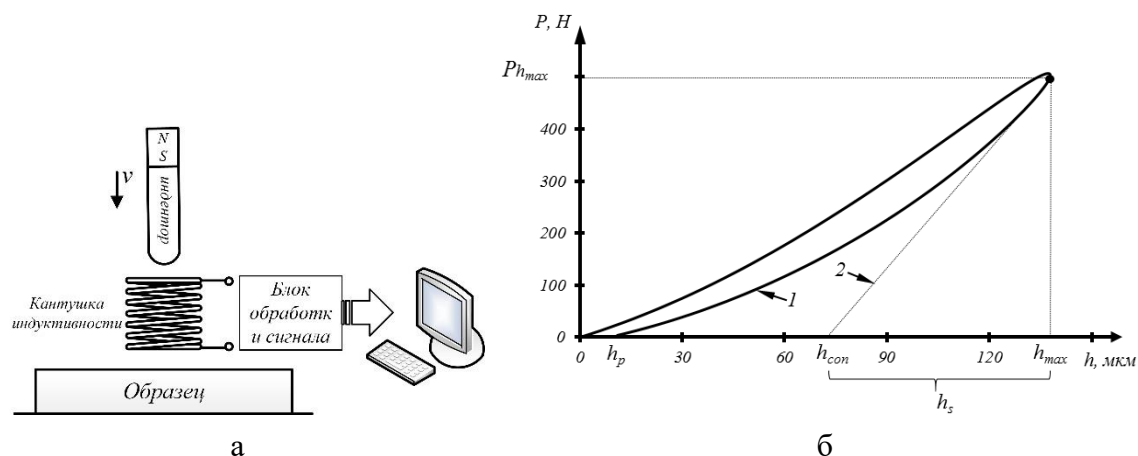 N
S
индентор
v
Кантушка
индуктивности
Блок
обработк
и сигнала
Образец
а
P, Н
Ph_max
400
300
200
100
0
2
1
0 h_p 30 60 h_con 90 120 h_max h, мкм
h_s
б